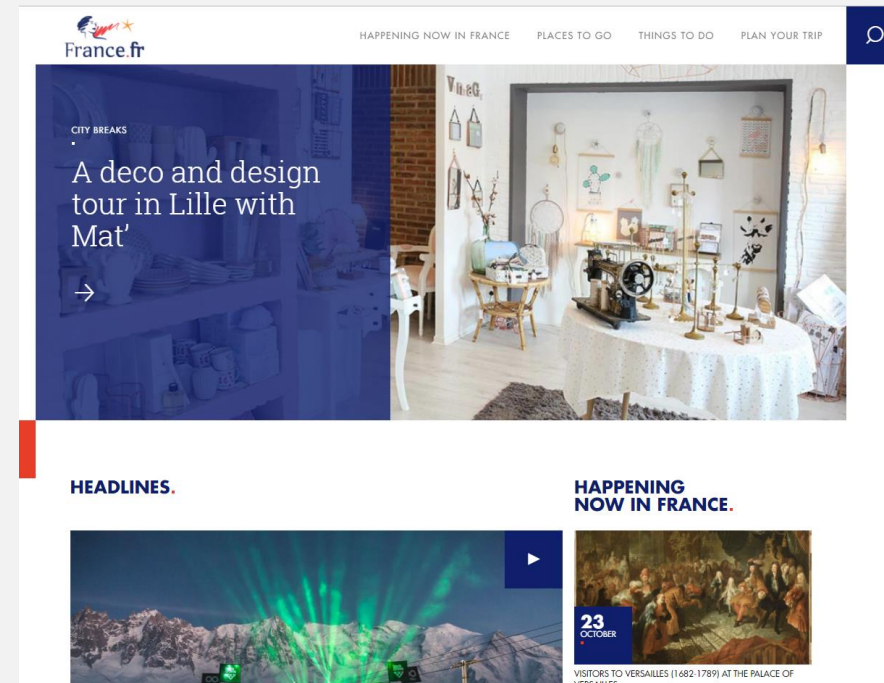 France.fr
HAPPENING NOW IN FRANCE PLACES TO GO THINGS TO DO PLAN YOUR TRIP
CITY BREAKS
A deco and design
tour in Lille with
Mat'
HEADLINES.
HAPPENING
NOW IN FRANCE.
23
OCTOBER
VISITORS TO VERSAILLES (1682-1789) AT THE PALACE OF
VERSAILLES